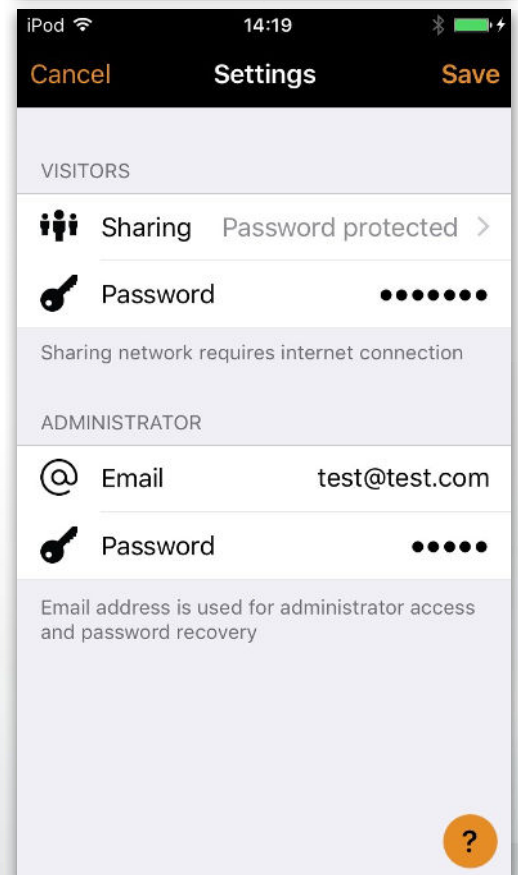 iPod 14:19
Cancel Settings Save
VISITORS
Sharing Password protected >
Password •••••••
Sharing network requires internet connection
ADMINISTRATOR
@ Email test@test.com
Password •••••
Email address is used for administrator access
and password recovery
?